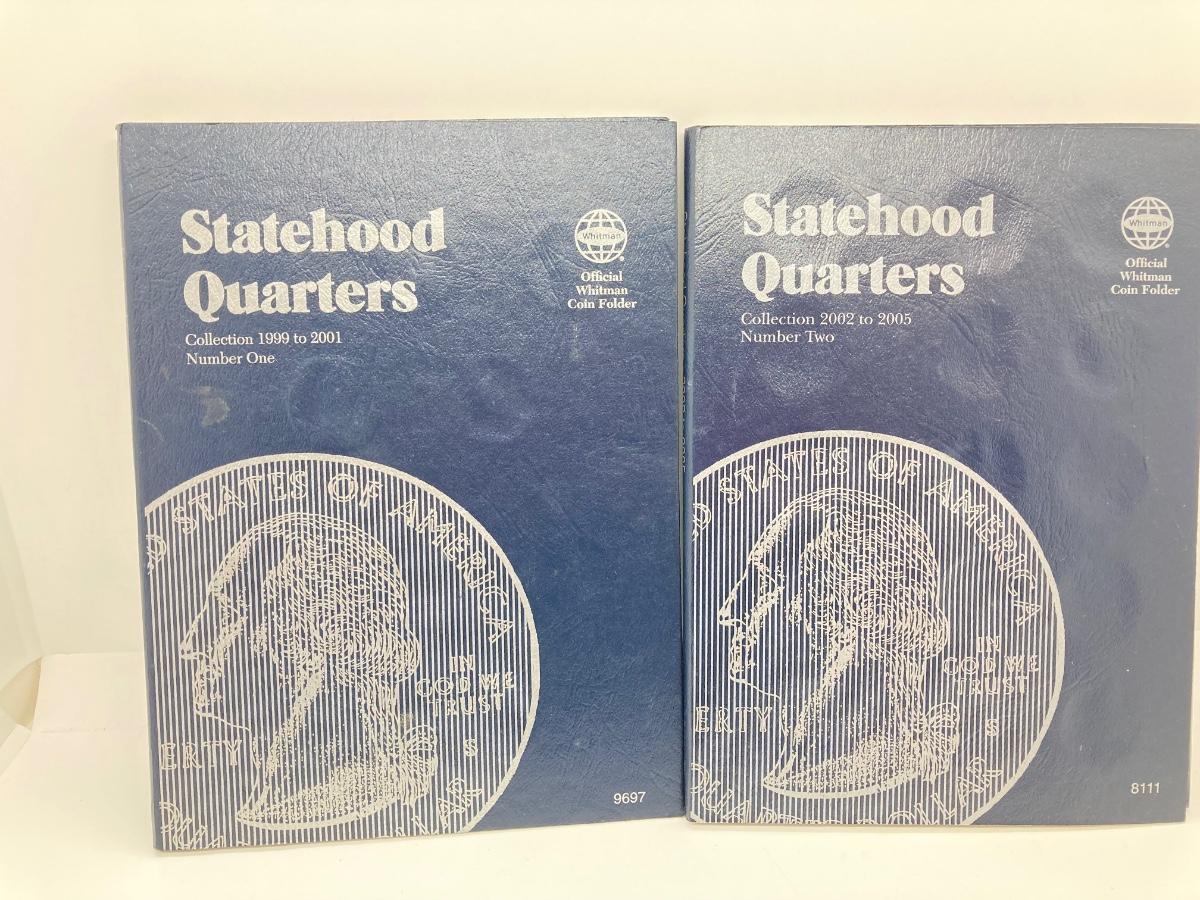 Statehood
Quarters
Collection 1999 to 2001
Number One
Whitman
Official
Whitman
Coin Folder
STATES OF AMERICA
IN
GOD WE
TRUST
ERTY
S
9697
Statehood
Quarters
Collection 2002 to 2005
Number Two
Whitman
Official
Whitman
Coin Folder
D STATES OF AMERICA
IN
GOD WE
TRUST
ERTY
S
QUARTER DOLLAR
8111